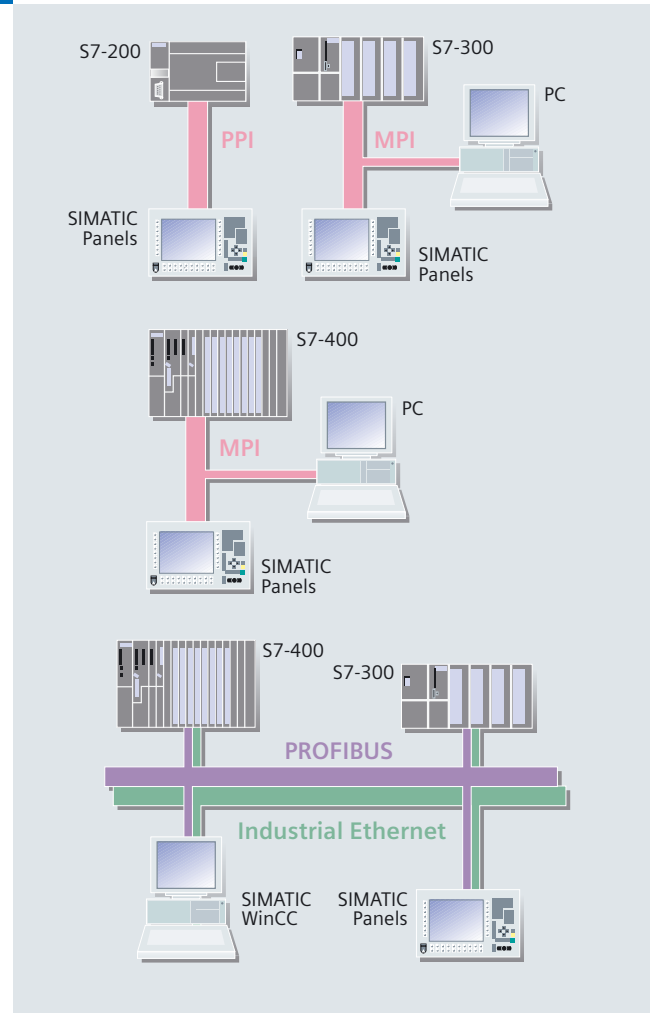 S7-200
S7-300
PC
PPI
MPI
SIMATIC
Panels
SIMATIC
Panels
S7-400
PC
MPI
SIMATIC
Panels
S7-400
S7-300
PROFIBUS
Industrial Ethernet
SIMATIC
WinCC
SIMATIC
Panels